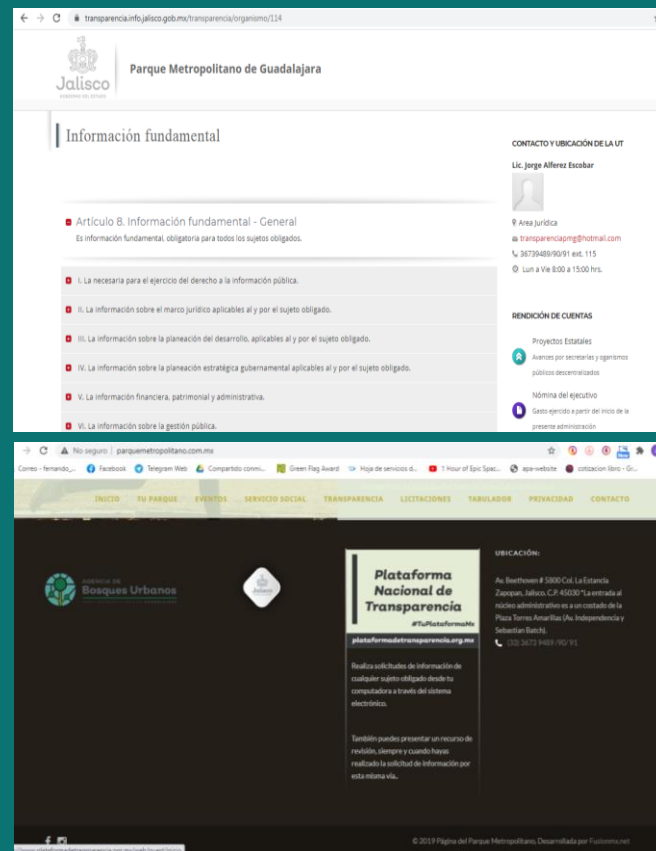 transparencia.info.jalisco.gob.mx/transparencia/organismo/114
Jalisco
GOBIERNO DEL ESTADO
Parque Metropolitano de Guadalajara
Información fundamental
Artículo 8. Información fundamental - General
Es información fundamental, obligatoria para todos los sujetos obligados.
I. La necesaria para el ejercicio del derecho a la información pública.
II. La información sobre el marco jurídico aplicables al y por el sujeto obligado.
III. La información sobre la planeación del desarrollo, aplicables al y por el sujeto obligado.
IV. La información sobre la planeación estratégica gubernamental aplicables al y por el sujeto obligado.
V. La información financiera, patrimonial y administrativa.
VI. La información sobre la gestión pública.
CONTACTO Y UBICACIÓN DE LA UT
Lic. Jorge Alferez Escobar
Area Jurídica
transparenciapmg@hotmail.com
36739489/90/91 ext. 115
Lun a Vie 8:00 a 15:00 hrs.
RENDICIÓN DE CUENTAS
Proyectos Estatales
Avances por secretarías y oganismos
públicos descentralizados
Nómina del ejecutivo
Gasto ejercido a partir del inicio de la
presente administración
No seguro | parquemetropolitano.com.mx
Correo - fernando_... Facebook Telegram Web Compartido conmi... Green Flag Award Hoja de servicios d... 1 Hour of Epic Spac... apa-website cotizacion libro - Gr...
INICIO TU PARQUE EVENTOS SERVICIO SOCIAL TRANSPARENCIA LICITACIONES TABULADOR PRIVACIDAD CONTACTO
AGENCIA DE
Bosques Urbanos
Jalisco
Plataforma
Nacional de
Transparencia
#TuPlataformaMx
plataformadetransparencia.org.mx
Realiza solicitudes de información de
cualquier sujeto obligado desde tu
computadora a través del sistema
electrónico.
También puedes presentar un recurso de
revisión, siempre y cuando hayas
realizado la solicitud de información por
esta misma vía..
UBICACIÓN:
Av. Beethoven # 5800 Col. La Estancia
Zapopan, Jalisco. C.P. 45030 *La entrada al
núcleo administrativo es a un costado de la
Plaza Torres Amarillas (Av. Independencia y
Sebastian Batch).
(33) 3673 9489 /90/ 91
© 2019 Página del Parque Metropolitano, Desarrollada por Fusionmx.net